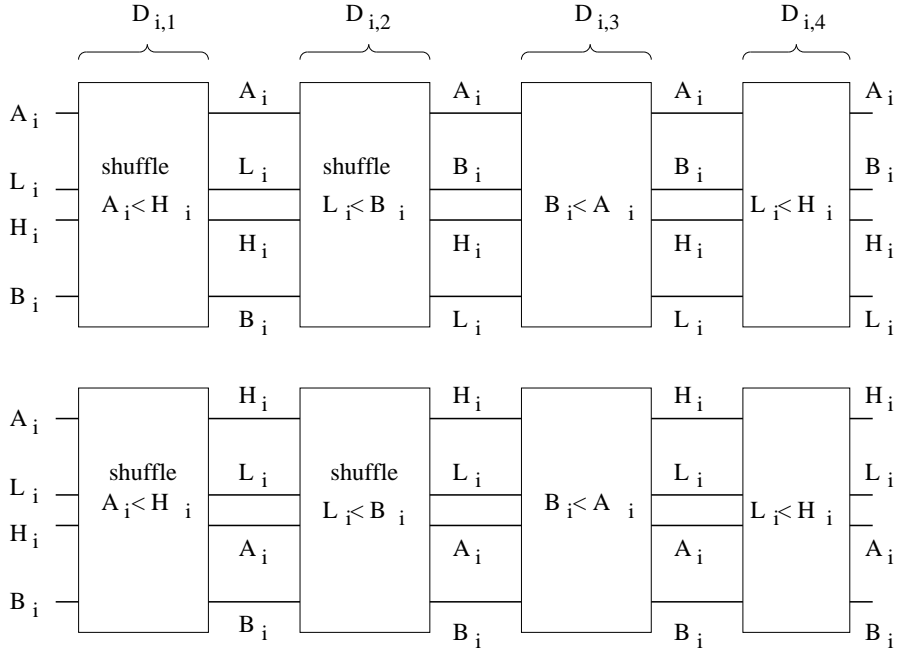 D i,1 D i,2 D i,3 D i,4
A i A i A i A i
A i
shuffle L i shuffle B i B i B i
L i
A i < H i L i < B i B i < A i L i < H i
H i
H i H i H i H i
B i
B i L i L i L i
H i H i H i H i
A i
shuffle L i shuffle L i L i L i
L i
A i < H i L i < B i B i < A i L i < H i
H i
A i A i A i A i
B i
B i B i B i B i